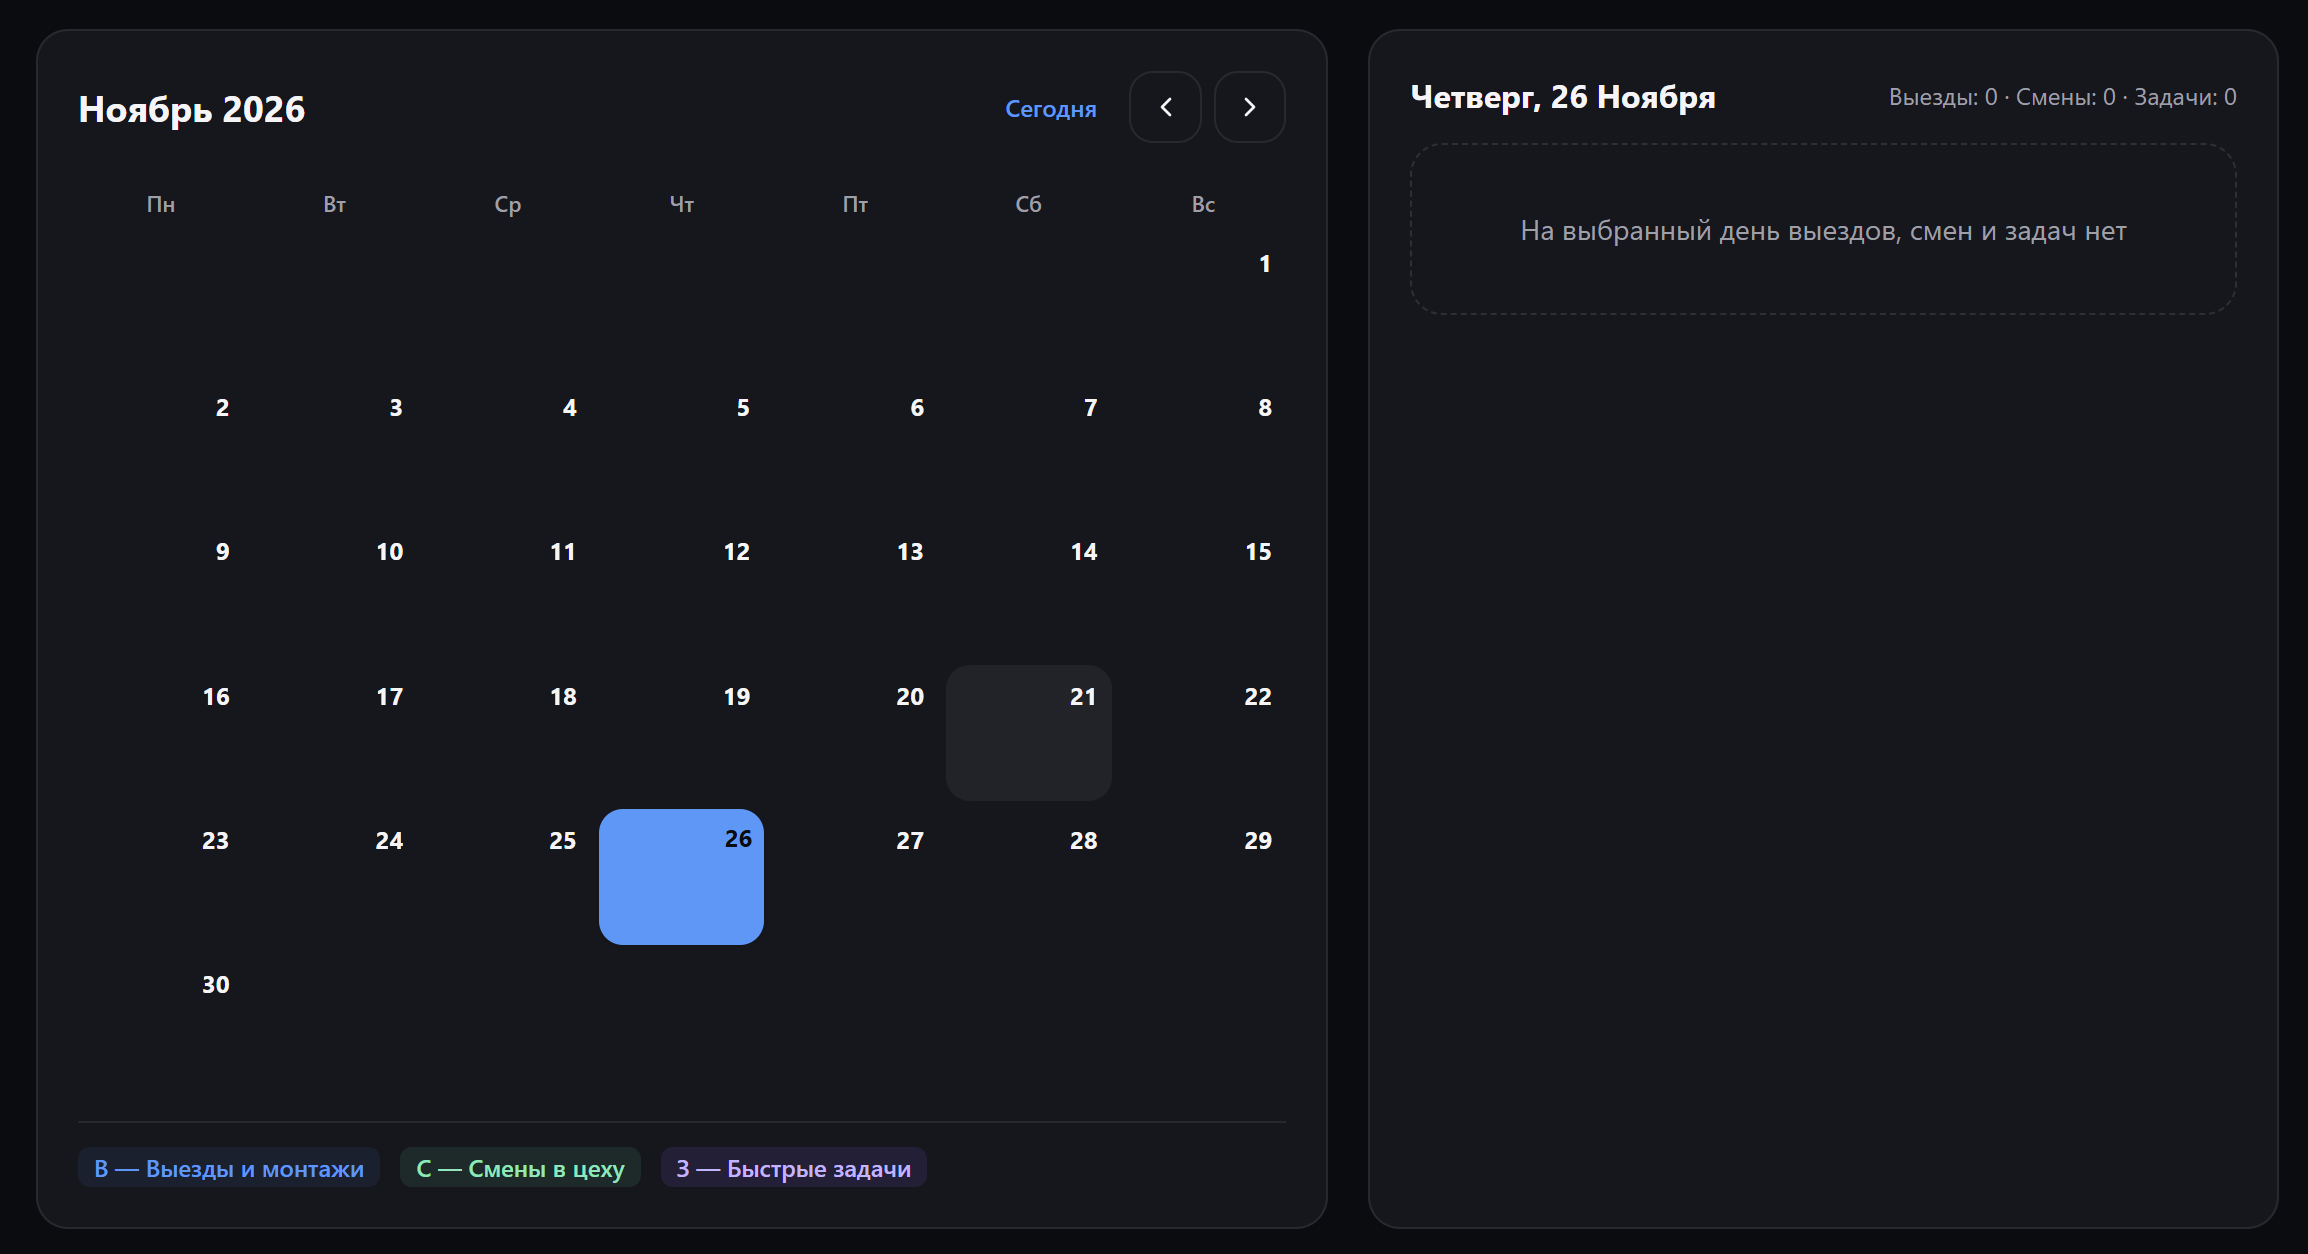 Ноябрь 2026
Сегодня
Пн Вт Ср Чт Пт Сб Вс
1
2 3 4 5 6 7 8
9 10 11 12 13 14 15
16 17 18 19 20 21 22
23 24 25 26 27 28 29
30
В — Выезды и монтажи
С — Смены в цеху
З — Быстрые задачи
Четверг, 26 Ноября
Выезды: 0 · Смены: 0 · Задачи: 0
На выбранный день выездов, смен и задач нет